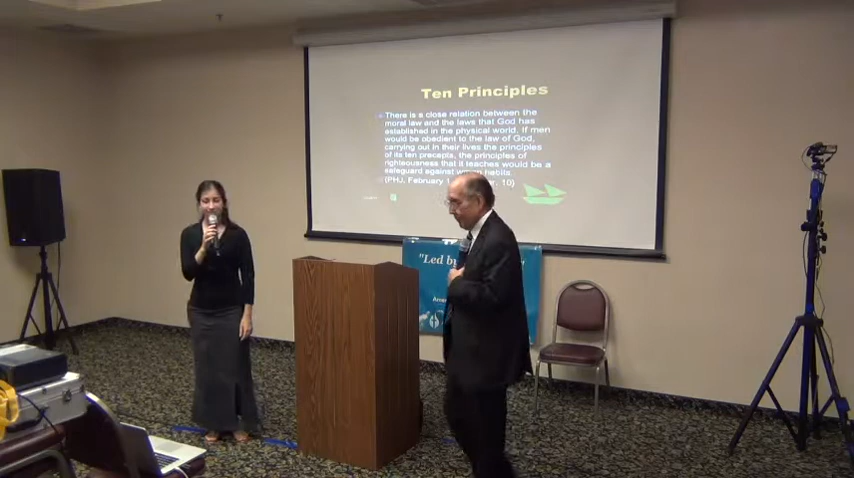 Ten Principles
There is a close relation between the
moral law and the laws that God has
established in the physical world. If men
would be obedient to the law of God,
carrying out in their lives the principles
of its ten precepts, the principles of
righteousness that it teaches would be a
safeguard against habits.
(PHJ, February 10)
"Led